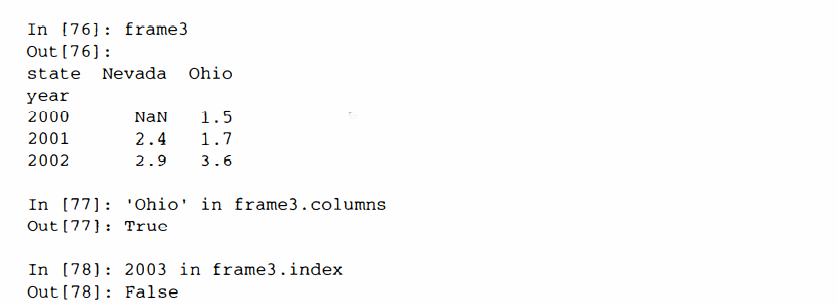 In [76]: frame3
Out[76]:
state  Nevada  Ohio
year
2000      NaN   1.5
2001      2.4   1.7
2002      2.9   3.6
In [77]: 'Ohio' in frame3.columns
Out[77]: True
In [78]: 2003 in frame3.index
Out[78]: False